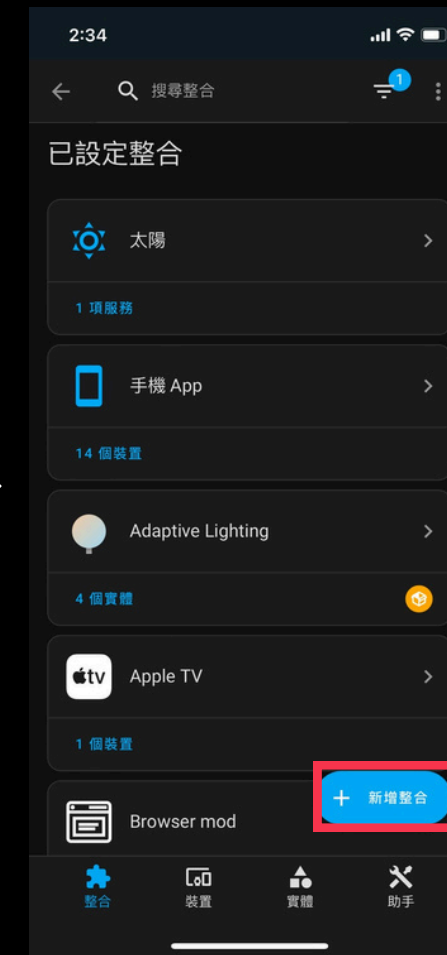 2:34
搜尋整合
1
已設定整合
太陽
1 項服務
手機 App
14 個裝置
Adaptive Lighting
4 個實體
tv
Apple TV
1 個裝置
+ 新增整合
Browser mod
整合
裝置
實體
助手